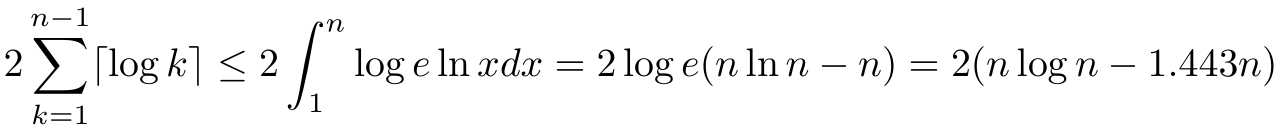 $2\sum_{k=1}^{n-1}\lceil\log k\rceil \leq 2\int_{1}^{n}\log e\ln xdx = 2\log e(n\ln n-n) = 2(n\log n-1.443n)$